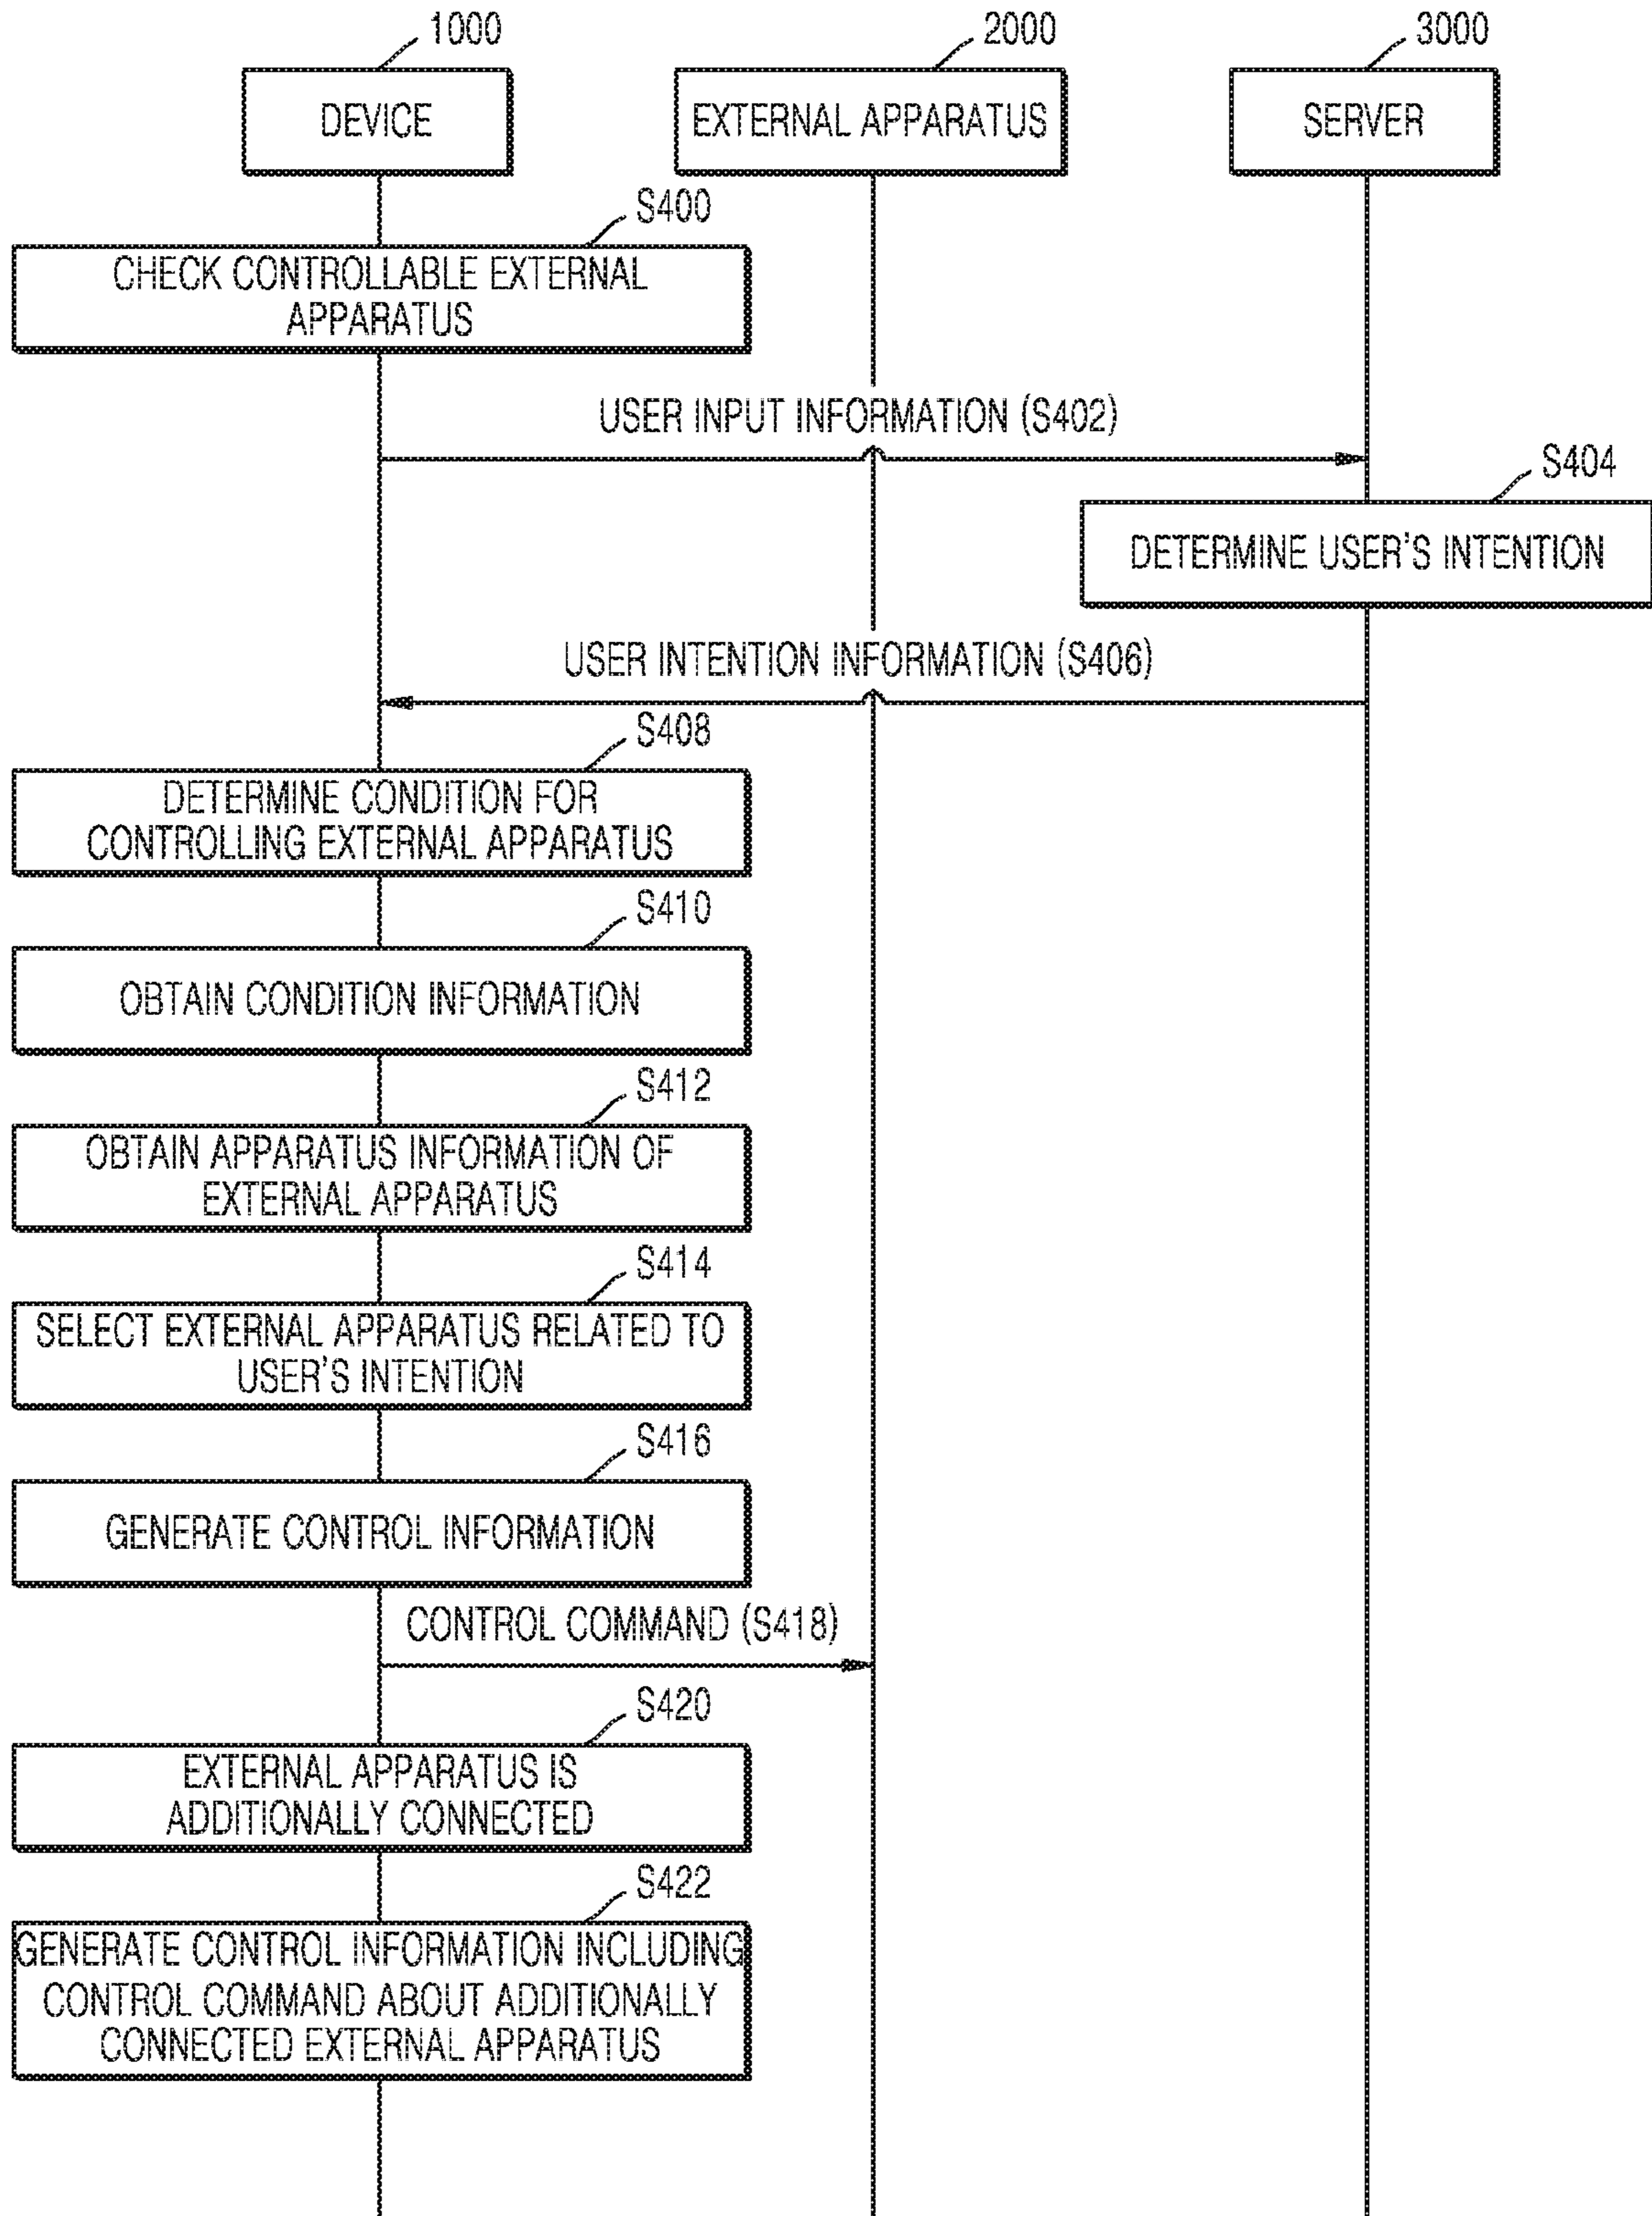 1000
2000
3000
DEVICE
EXTERNAL APPARATUS
SERVER
S400
CHECK CONTROLLABLE EXTERNAL
APPARATUS
USER INPUT INFORMATION (S402)
S404
DETERMINE USER'S INTENTION
USER INTENTION INFORMATION (S406)
S408
DETERMINE CONDITION FOR
CONTROLLING EXTERNAL APPARATUS
S410
OBTAIN CONDITION INFORMATION
S412
OBTAIN APPARATUS INFORMATION OF
EXTERNAL APPARATUS
S414
SELECT EXTERNAL APPARATUS RELATED TO
USER'S INTENTION
S416
GENERATE CONTROL INFORMATION
CONTROL COMMAND (S418)
S420
EXTERNAL APPARATUS IS
ADDITIONALLY CONNECTED
S422
GENERATE CONTROL INFORMATION INCLUDING
CONTROL COMMAND ABOUT ADDITIONALLY
CONNECTED EXTERNAL APPARATUS